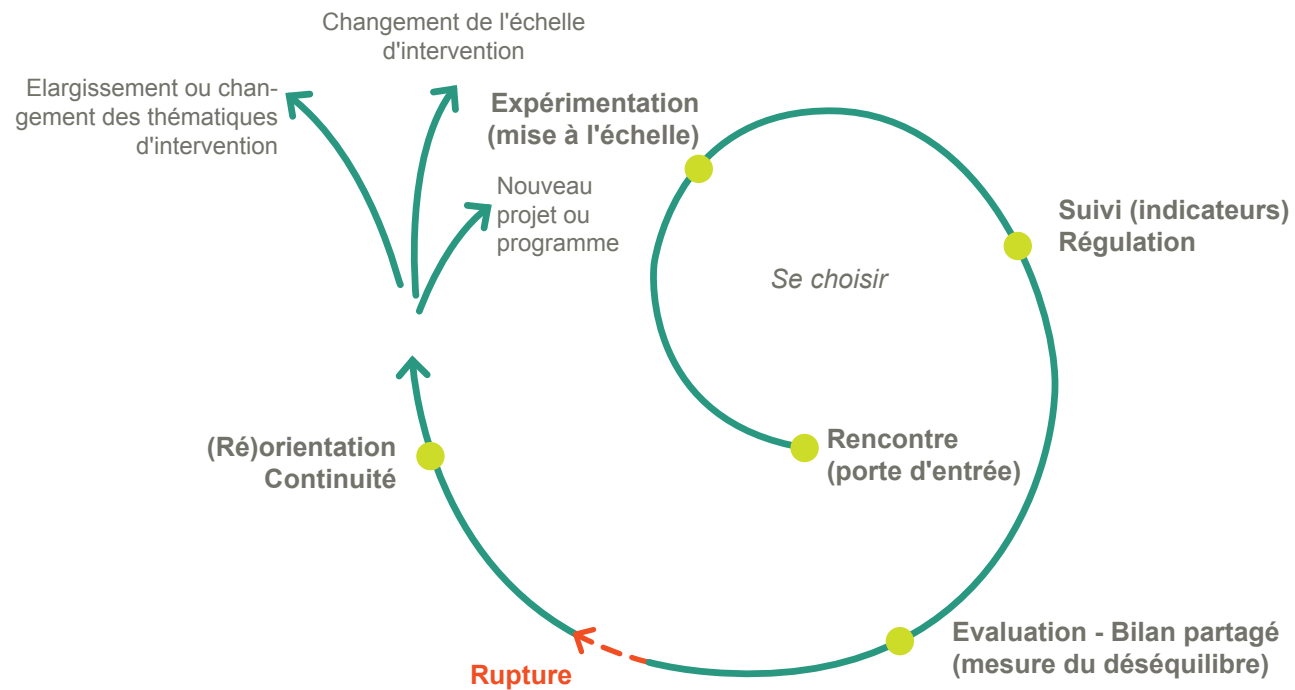 Changement de l'échelle
d'intervention
Elargissement ou chan-
gement des thématiques
d'intervention
Expérimentation
(mise à l'échelle)
Nouveau
projet ou
programme
Suivi (indicateurs)
Régulation
Se choisir
Rencontre
(porte d'entrée)
(Ré)orientation
Continuité
Evaluation - Bilan partagé
(mesure du déséquilibre)
Rupture